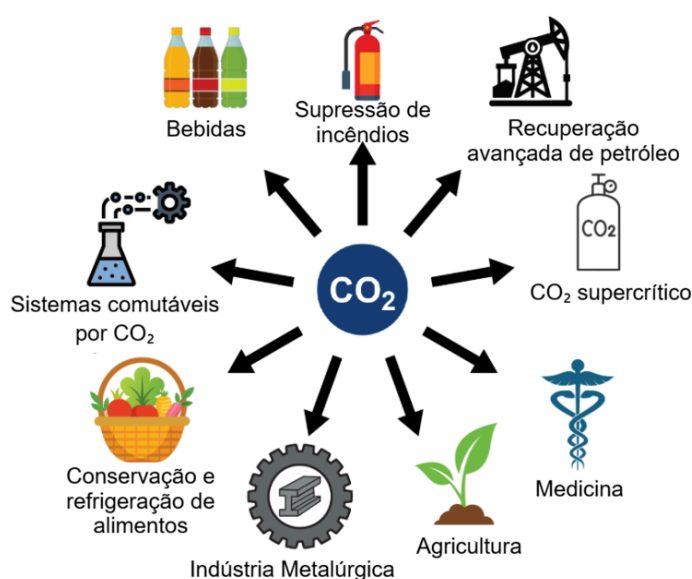 Bebidas
Supressão de
incêndios
Recuperação
avançada de petróleo
CO₂
CO₂ supercrítico
Sistemas comutáveis
por CO₂
CO₂
Medicina
Conservação e
refrigeração de
alimentos
Indústria Metalúrgica
Agricultura